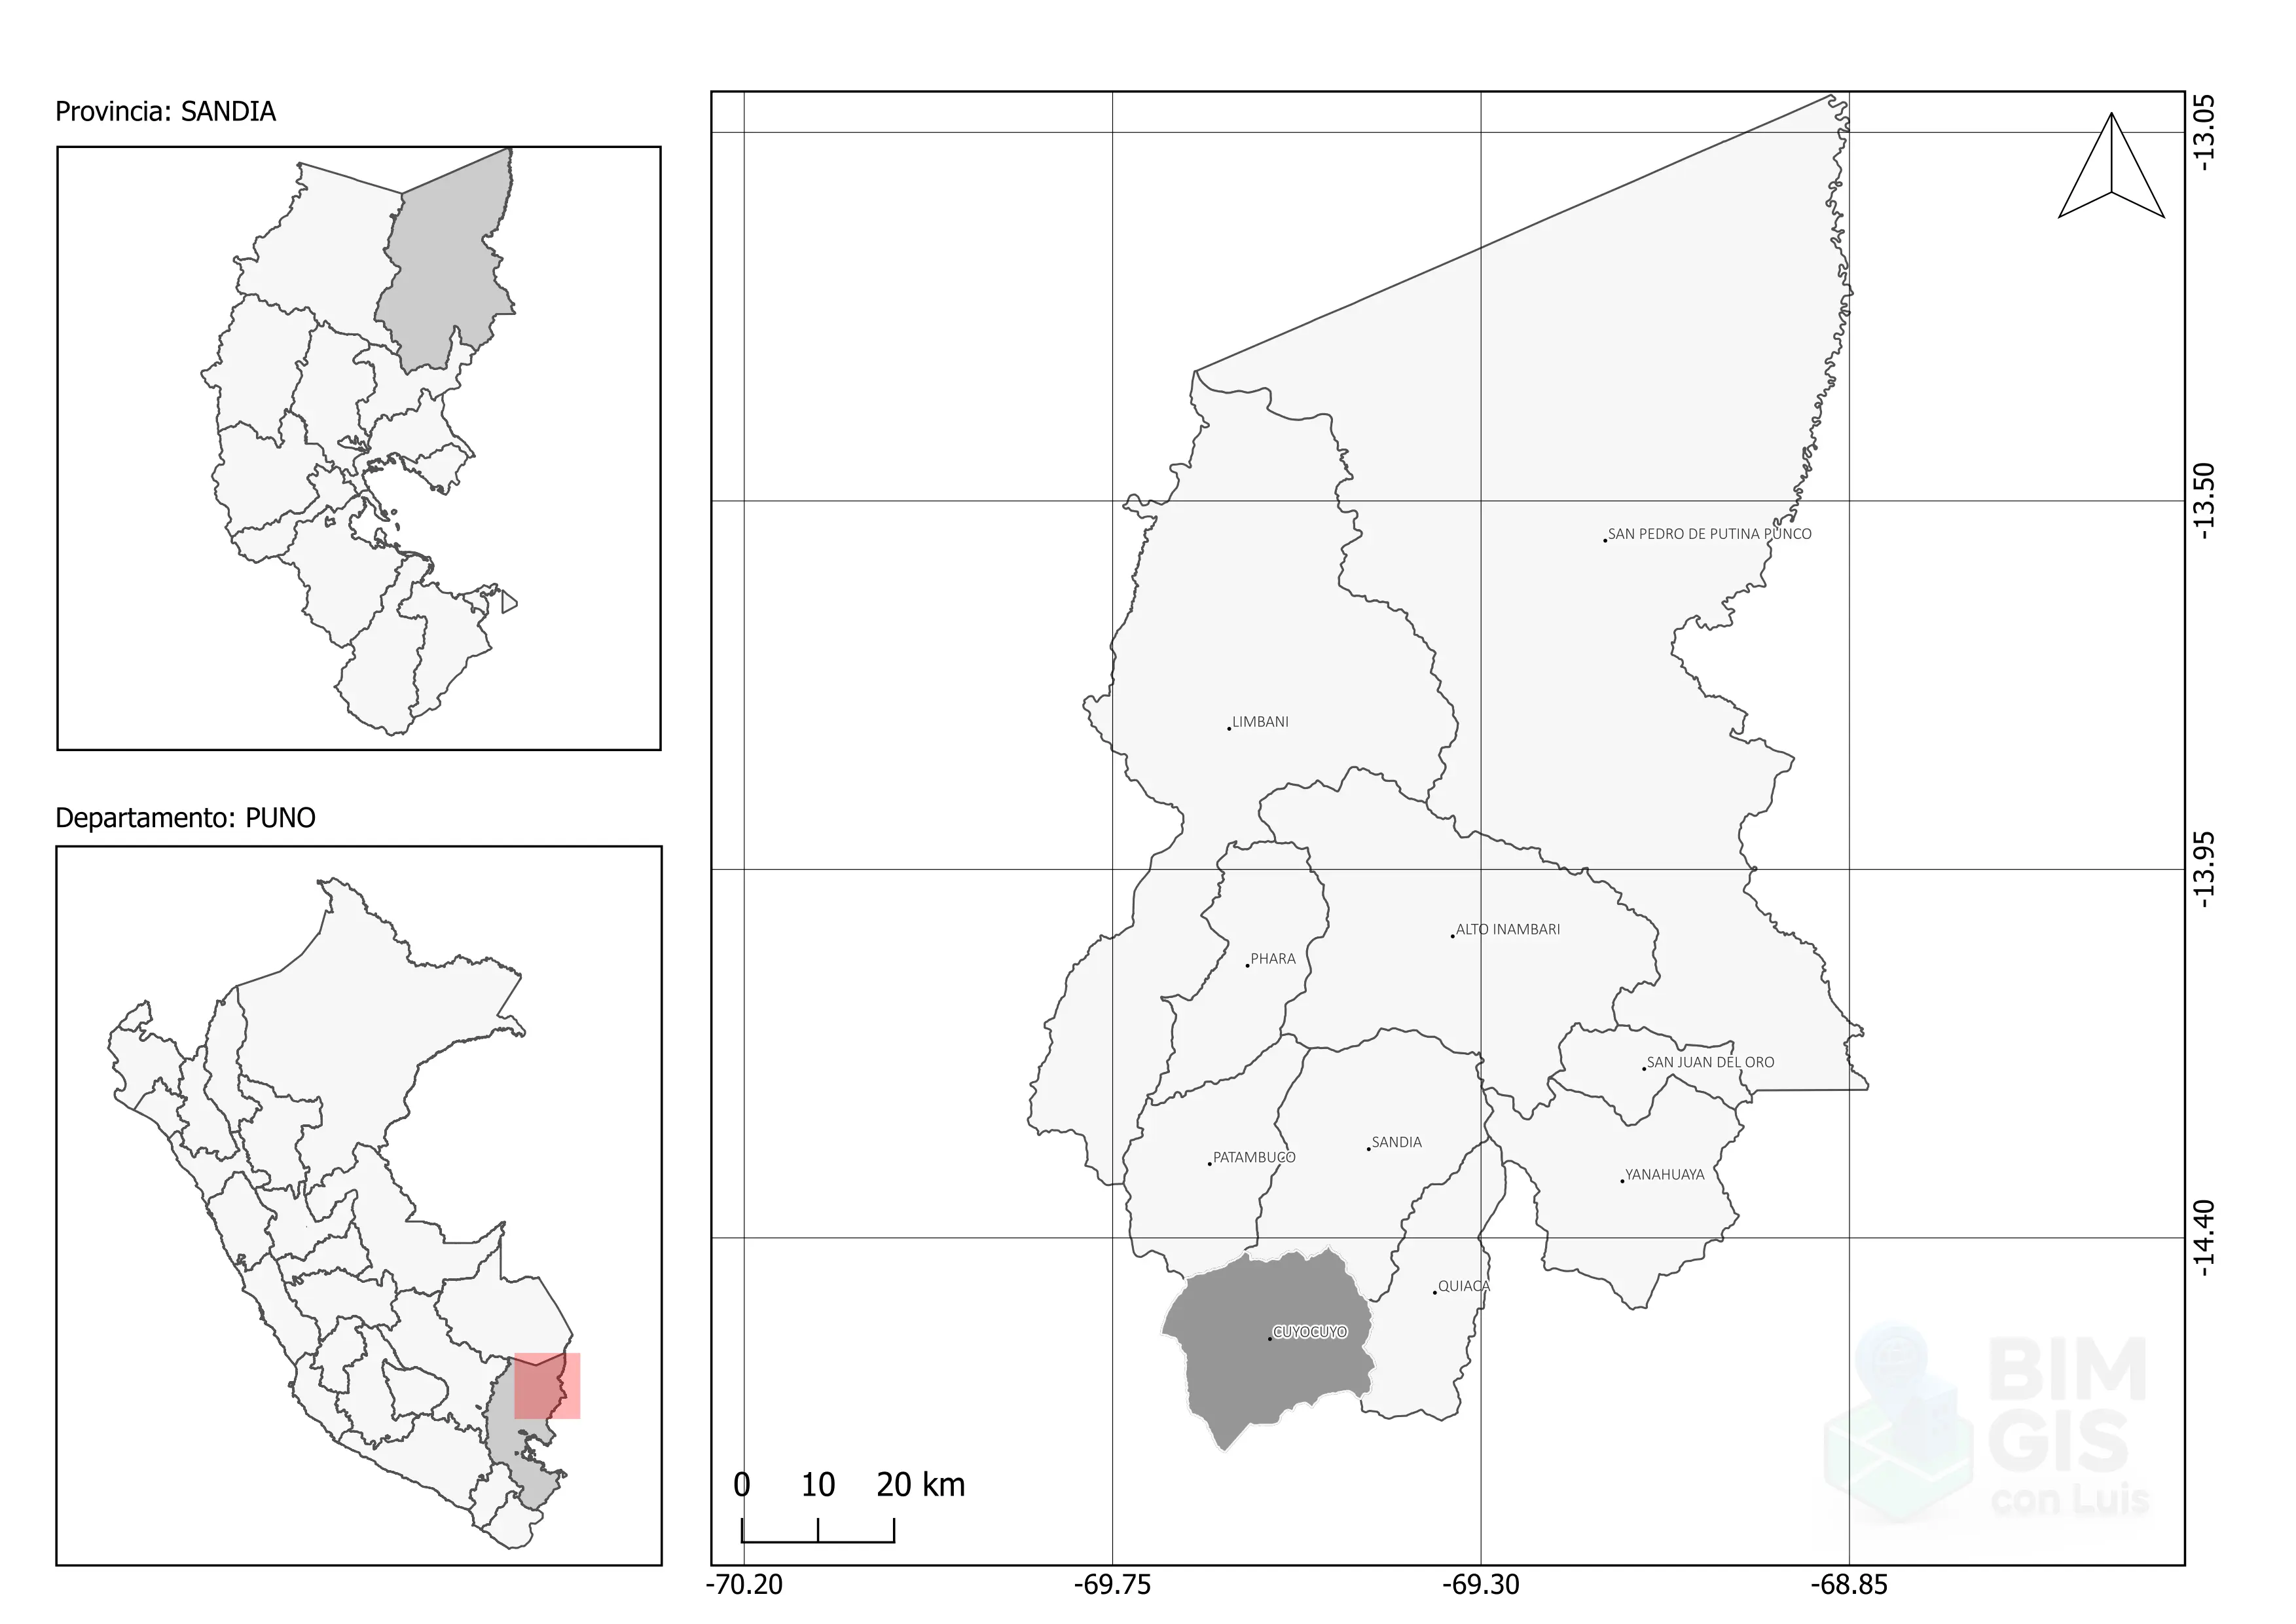 Provincia: SANDIA
Departamento: PUNO
SAN PEDRO DE PUTINA PUNCO
LIMBANI
ALTO INAMBARI
PHARA
SAN JUAN DEL ORO
SANDIA
PATAMBUCO
YANAHUAYA
QUIACA
CUYOCUYO
0 10 20 km
-13.05
-13.50
-13.95
-14.40
-70.20 -69.75 -69.30 -68.85
BIM
GIS
con Luis